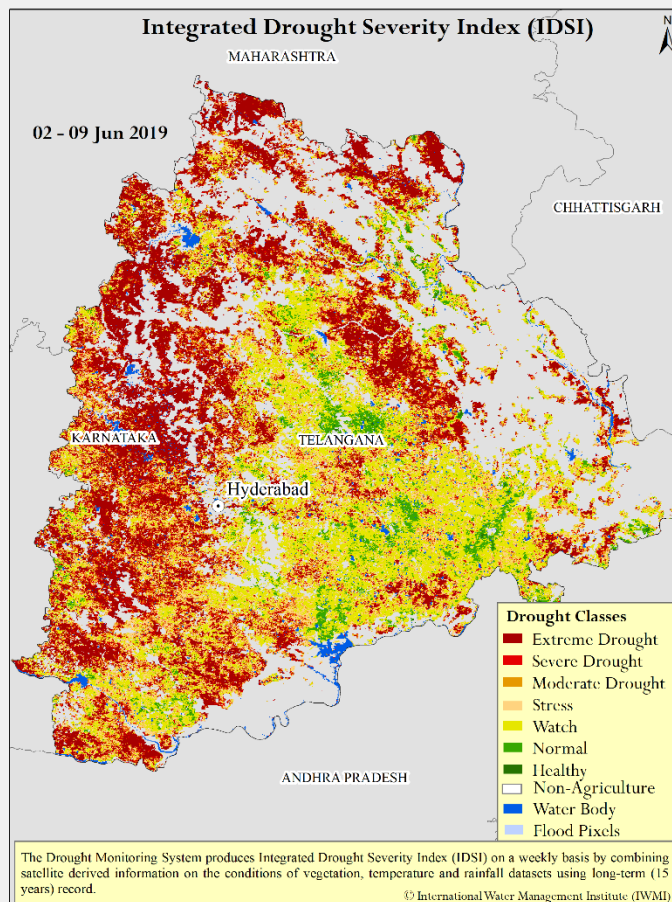 Integrated Drought Severity Index (IDSI)
N
MAHARASHTRA
02 - 09 Jun 2019
CHHATTISGARH
KARNATAKA
TELANGANA
Hyderabad
ANDHRA PRADESH
Drought Classes
Extreme Drought
Severe Drought
Moderate Drought
Stress
Watch
Normal
Healthy
Non-Agriculture
Water Body
Flood Pixels
The Drought Monitoring System produces Integrated Drought Severity Index (IDSI) on a weekly basis by combining
satellite derived information on the conditions of vegetation, temperature and rainfall datasets using long-term (15
years) record.
© International Water Management Institute (IWMI)